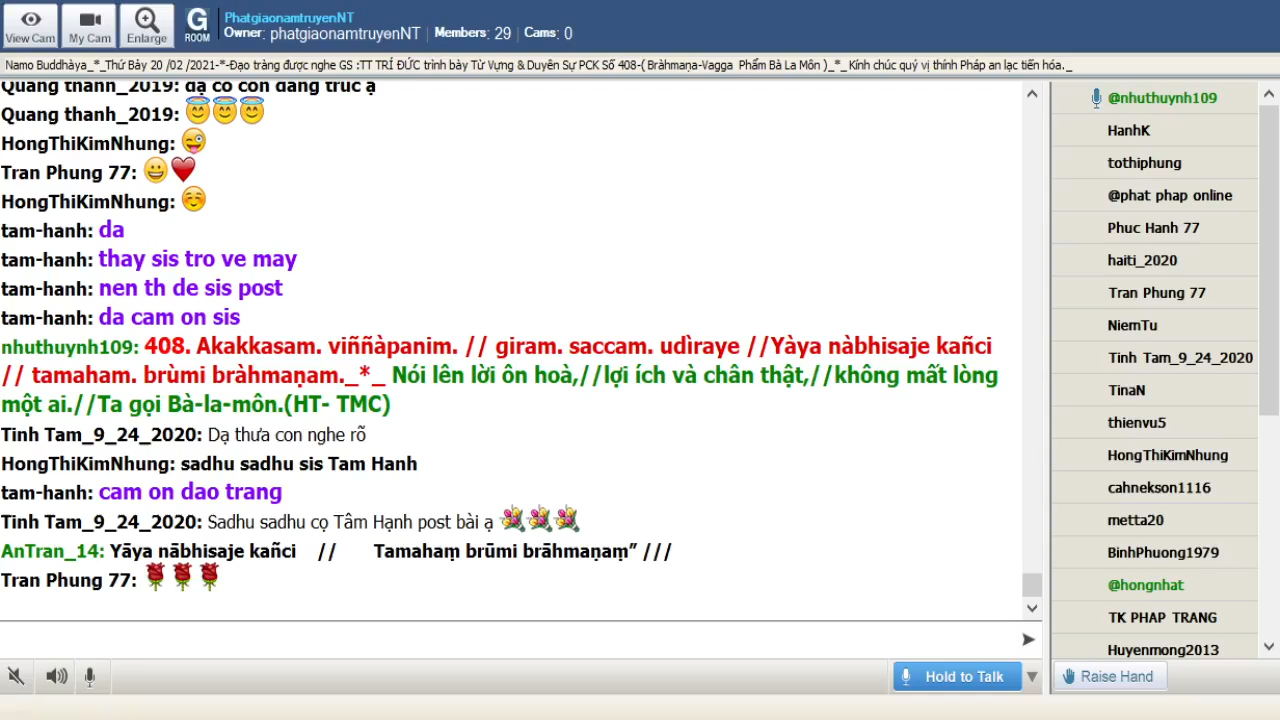 View Cam
My Cam
Enlarge
G
ROOM
PhatgiaonamtruyenNT
Owner: phatgiaonamtruyenNT | Members: 29 | Cams: 0
Namo Buddhàya_*_Thứ Bảy 20 /02 /2021-*-Đạo tràng được nghe GS :TT TRÍ ĐỨC trình bày Từ Vựng & Duyên Sự PCK Số 408-( Bràhmaṇa-Vagga Phẩm Bà La Môn )_*_ Kính chúc quý vị thính Pháp an lạc tiến hóa._
Quang thanh_2019: dạ cô con đang trúc ạ
Quang thanh_2019:
HongThiKimNhung:
Tran Phung 77:
HongThiKimNhung:
tam-hanh: da
tam-hanh: thay sis tro ve may
tam-hanh: nen th de sis post
tam-hanh: da cam on sis
nhuthuynh109: 408. Akakkasam. viññàpanim. // giram. saccam. udìraye //Yàya nàbhisaje kañci
// tamaham. brùmi bràhmaṇam._*_ Nói lên lời ôn hoà,//lợi ích và chân thật,//không mất lòng
một ai.//Ta gọi Bà-la-môn.(HT- TMC)
Tinh Tam_9_24_2020: Dạ thưa con nghe rõ
HongThiKimNhung: sadhu sadhu sis Tam Hanh
tam-hanh: cam on dao trang
Tinh Tam_9_24_2020: Sadhu sadhu cọ Tâm Hạnh post bài ạ
AnTran_14: Yāya nābhisaje kañci // Tamahaṃ brūmi brāhmaṇaṃ” ///
Tran Phung 77:
@nhuthuynh109
HanhK
tothiphung
@phat phap online
Phuc Hanh 77
haiti_2020
Tran Phung 77
NiemTu
Tinh Tam_9_24_2020
TinaN
thienvu5
HongThiKimNhung
cahnekson1116
metta20
BinhPhuong1979
@hongnhat
TK PHAP TRANG
Huyenmong2013
Hold to Talk
Raise Hand